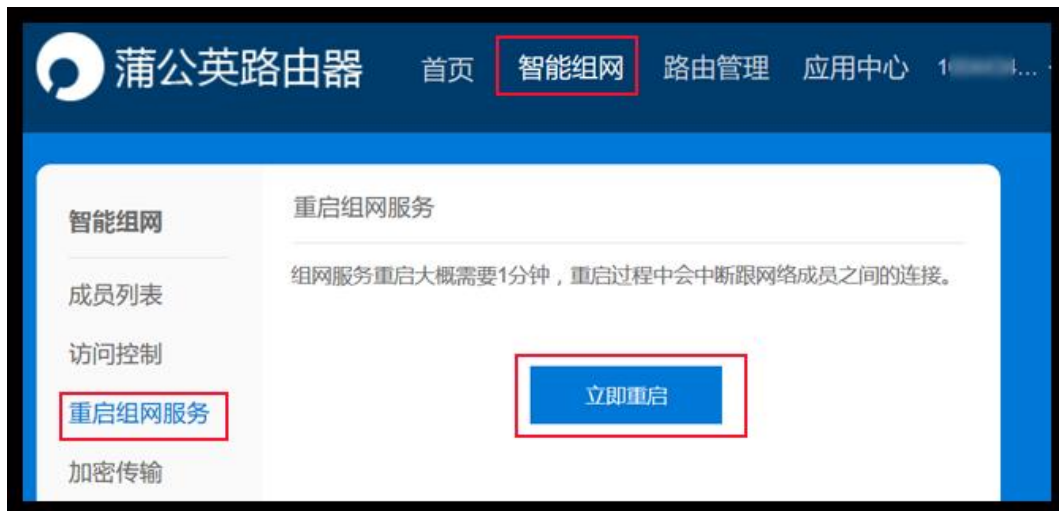 蒲公英路由器 首页 智能组网 路由管理 应用中心 1
智能组网
重启组网服务
组网服务重启大概需要1分钟，重启过程中会中断跟网络成员之间的连接。
成员列表
访问控制
立即重启
重启组网服务
加密传输